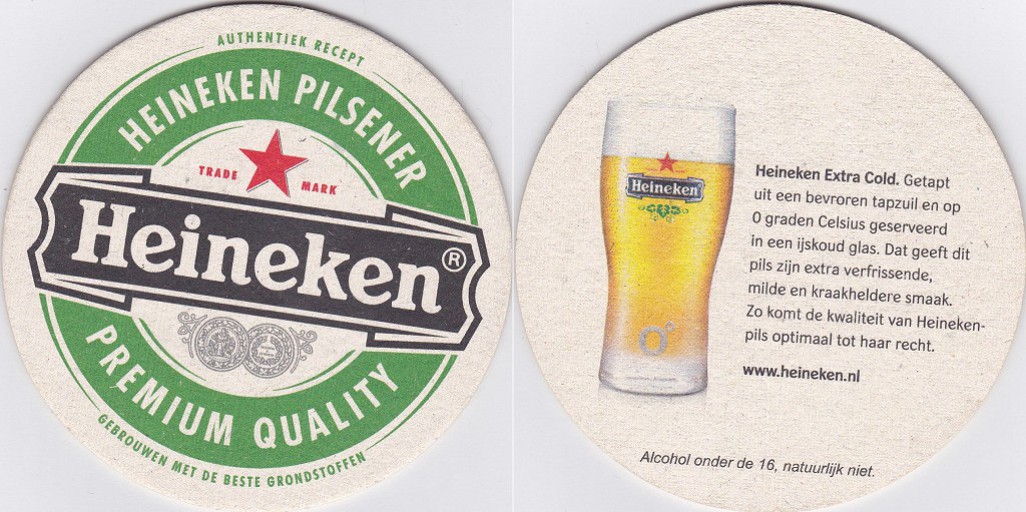 AUTHENTIEK RECEPT
HEINEKEN PILSENER
TRADE MARK
Heineken®
PREMIUM QUALITY
GEBROUWEN MET DE BESTE GRONDSTOFFEN
Heineken
0°
Heineken Extra Cold. Getapt
uit een bevroren tapzuil en op
0 graden Celsius geserveerd
in een ijskoud glas. Dat geeft dit
pils zijn extra verfrissende,
milde en kraakheldere smaak.
Zo komt de kwaliteit van Heineken-
pils optimaal tot haar recht.
www.heineken.nl
Alcohol onder de 16, natuurlijk niet.